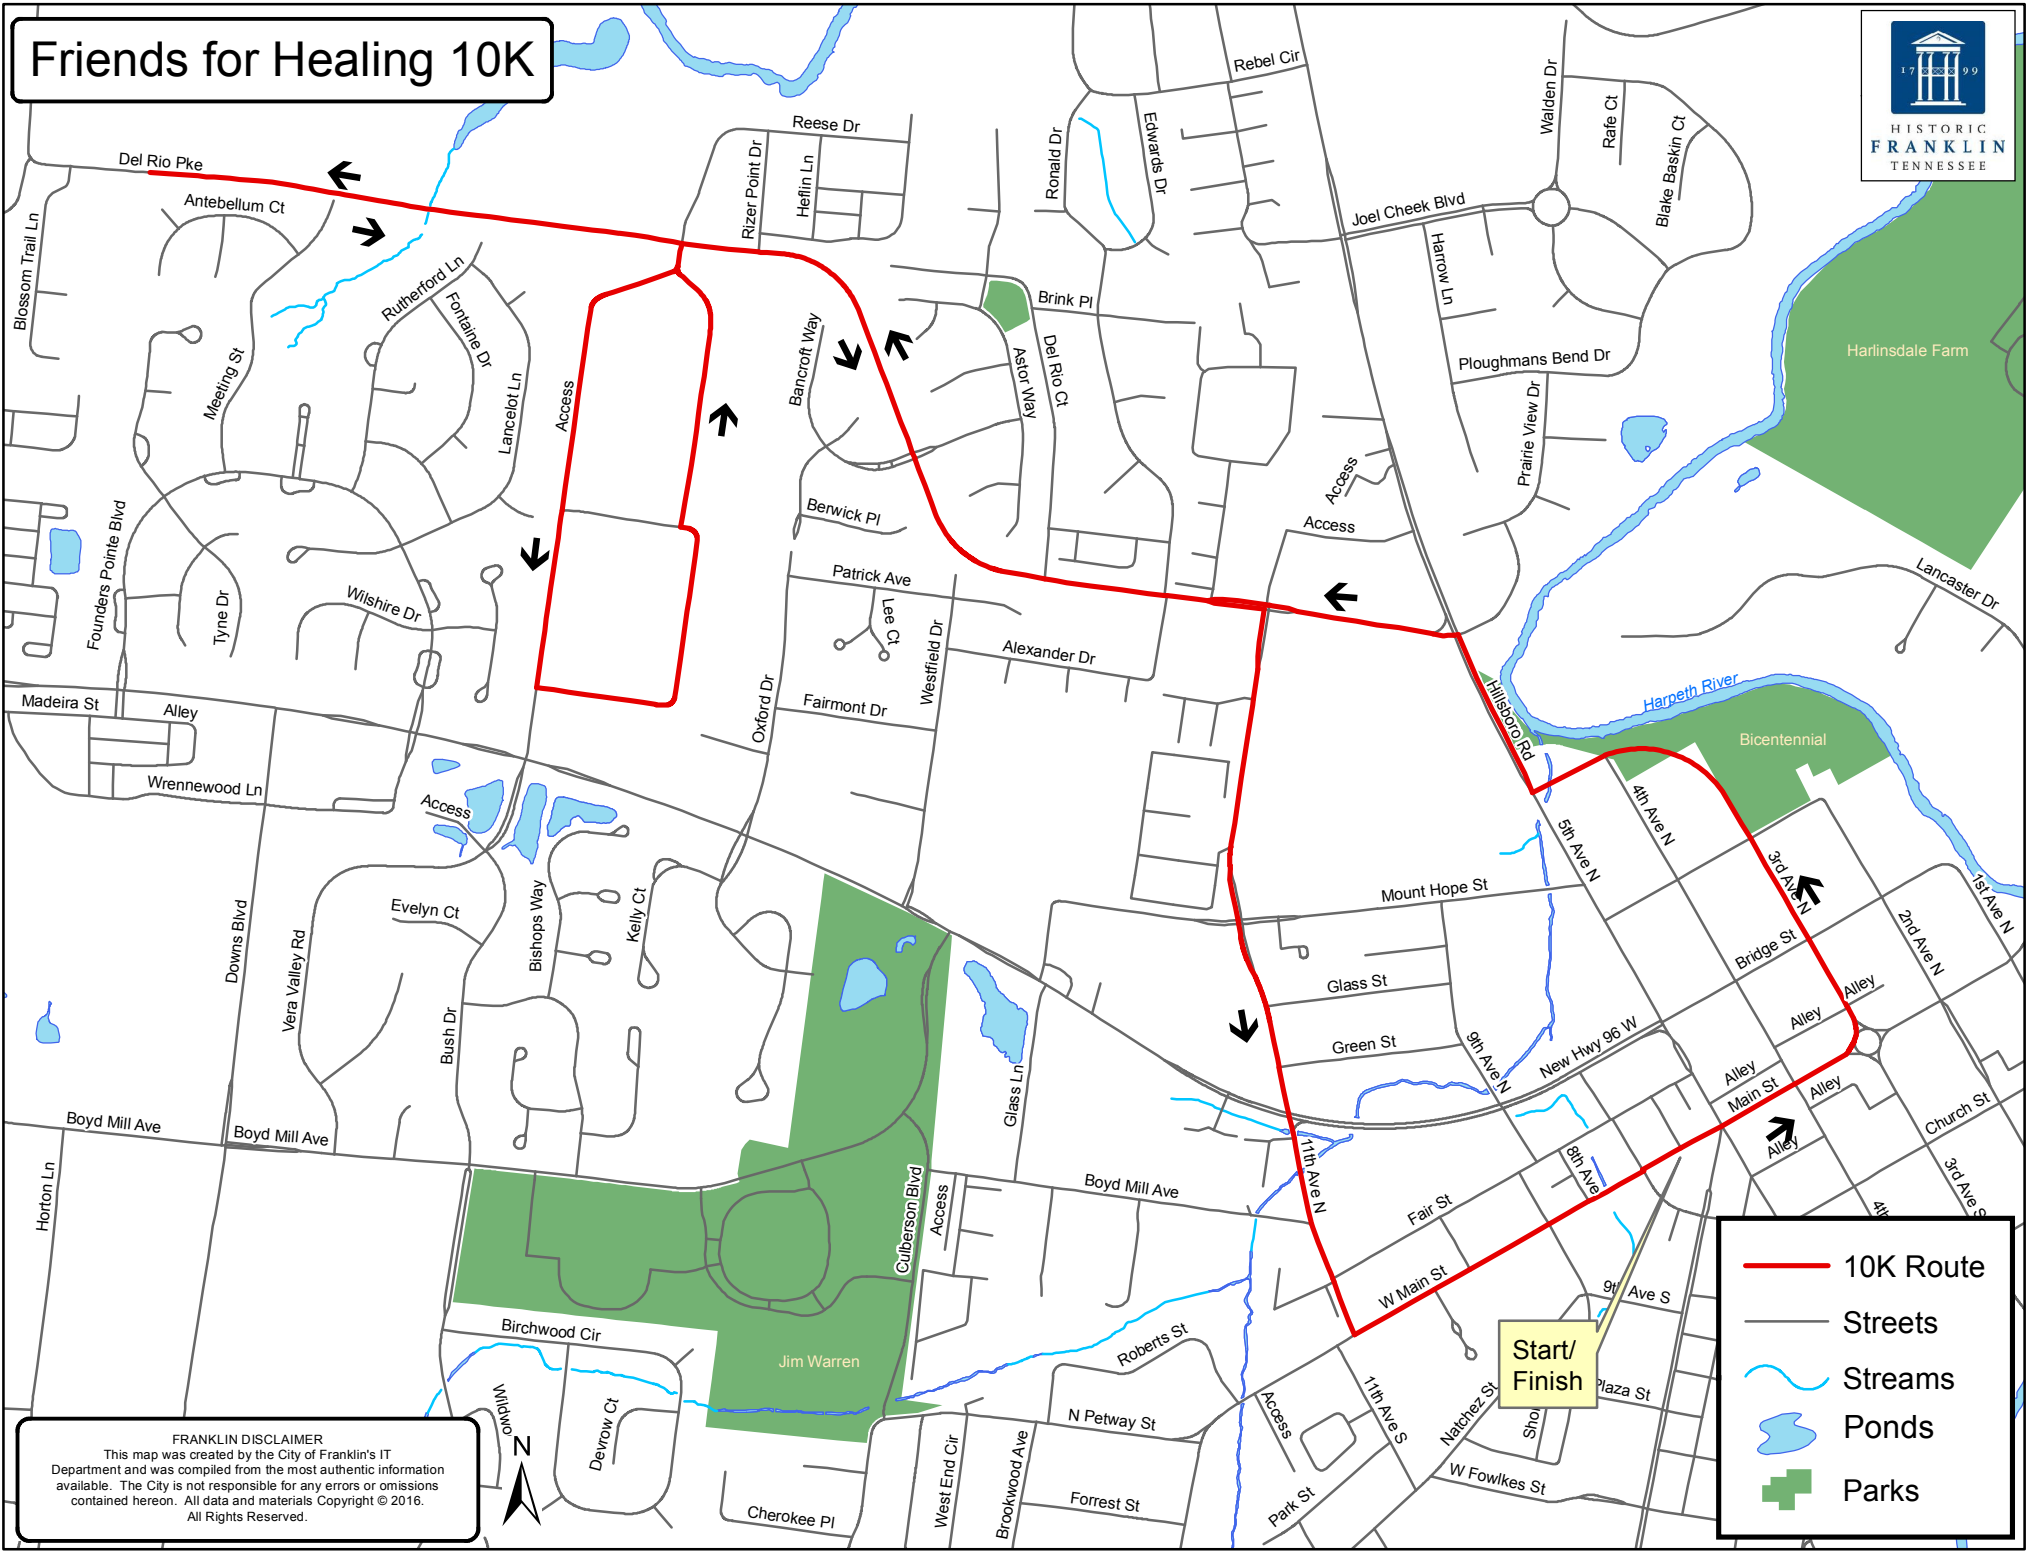 Friends for Healing 10K
17 99
HISTORIC
FRANKLIN
TENNESSEE
Rebel Cir
Walden Dr
Rafe Ct
Blake Baskin Ct
Reese Dr
Rizer Point Dr
Heflin Ln
Ronald Dr
Edwards Dr
Del Rio Pke
Antebellum Ct
Blossom Trail Ln
Joel Cheek Blvd
Harrow Ln
Rutherford Ln
Fontaine Dr
Meeting St
Lancelot Ln
Access
Bancroft Way
Brink Pl
Astor Way
Del Rio Ct
Ploughmans Bend Dr
Prairie View Dr
Harlinsdale Farm
Access
Access
Berwick Pl
Founders Pointe Blvd
Tyne Dr
Wilshire Dr
Patrick Ave
Lee Ct
Westfield Dr
Alexander Dr
Lancaster Dr
Madeira St
Alley
Oxford Dr
Fairmont Dr
Hillsboro Rd
Harpeth River
Bicentennial
Wrennewood Ln
Access
4th Ave N
5th Ave N
3rd Ave N
1st Ave N
2nd Ave N
Mount Hope St
Evelyn Ct
Bishops Way
Kelly Ct
Downs Blvd
Vera Valley Rd
Bush Dr
Bridge St
Glass St
Alley
Alley
Green St
9th Ave N
New Hwy 96 W
Alley
Main St
Alley
Church St
Glass Ln
Boyd Mill Ave
Boyd Mill Ave
11th Ave N
8th Ave
Alley
3rd Ave S
Horton Ln
Culberson Blvd
Access
Boyd Mill Ave
Fair St
4th
W Main St
9th Ave S
Birchwood Cir
Jim Warren
Roberts St
Start/
Finish
Plaza St
Wildwo
Devrow Ct
N Petway St
Access
11th Ave S
Natchez St
Sho
West End Cir
Brookwood Ave
Forrest St
Park St
W Fowlkes St
Cherokee Pl
10K Route
Streets
Streams
Ponds
Parks
N
FRANKLIN DISCLAIMER
This map was created by the City of Franklin's IT
Department and was compiled from the most authentic information
available. The City is not responsible for any errors or omissions
contained hereon. All data and materials Copyright © 2016.
All Rights Reserved.